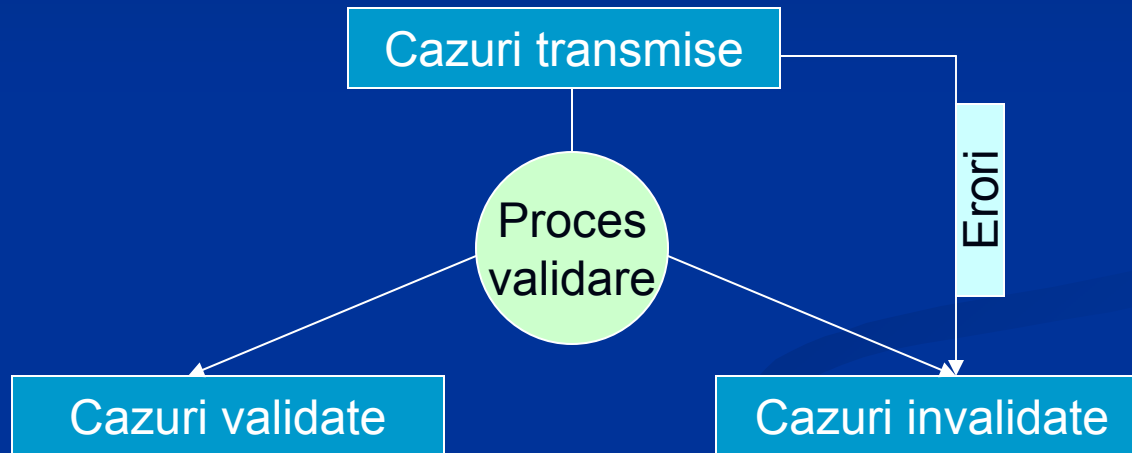 Cazuri transmise
Erori
Proces
validare
Cazuri validate
Cazuri invalidate